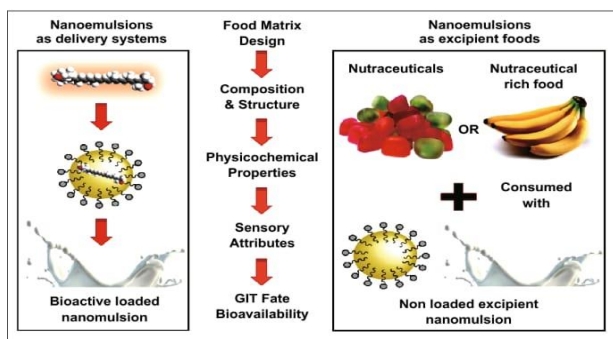 Nanoemulsions
as delivery systems
Bioactive loaded
nanomulsion
Food Matrix
Design
Composition
& Structure
Physicochemical
Properties
Sensory
Attributes
GIT Fate
Bioavailability
Nanoemulsions
as excipient foods
Nutraceuticals
OR
Nutraceutical
rich food
Consumed
with
Non loaded excipient
nanomulsion